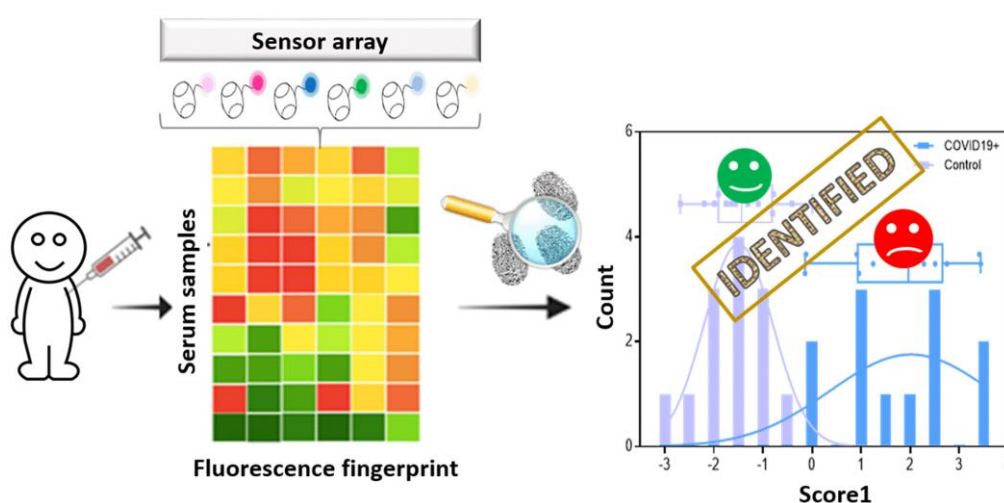 Sensor array
Serum samples
Fluorescence fingerprint
IDENTIFIED
COVID19+
Control
Count
6
4
2
0
-3
-2
-1
0
1
2
3
Score1